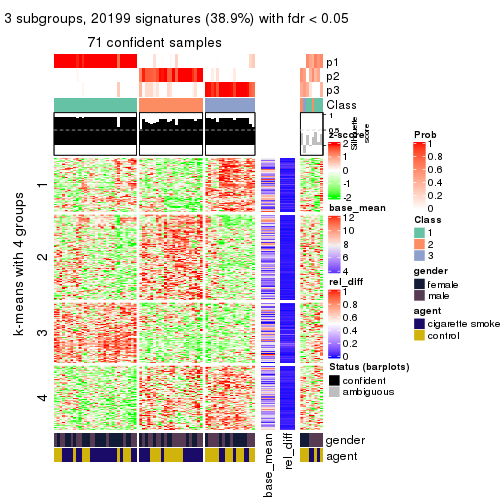 3 subgroups, 20199 signatures (38.9%) with fdr < 0.05
71 confident samples
p1
p2
p3
Class
1
0.5
0
Silhouette
score
k-means with 4 groups
1
2
3
4
gender
agent
base_mean
rel_diff
z-score
2
1
0
-1
-2
base_mean
12
10
8
6
4
rel_diff
1
0.8
0.6
0.4
0.2
0
Status (barplots)
confident
ambiguous
Prob
1
0.8
0.6
0.4
0.2
0
Class
1
2
3
gender
female
male
agent
cigarette smoke
control